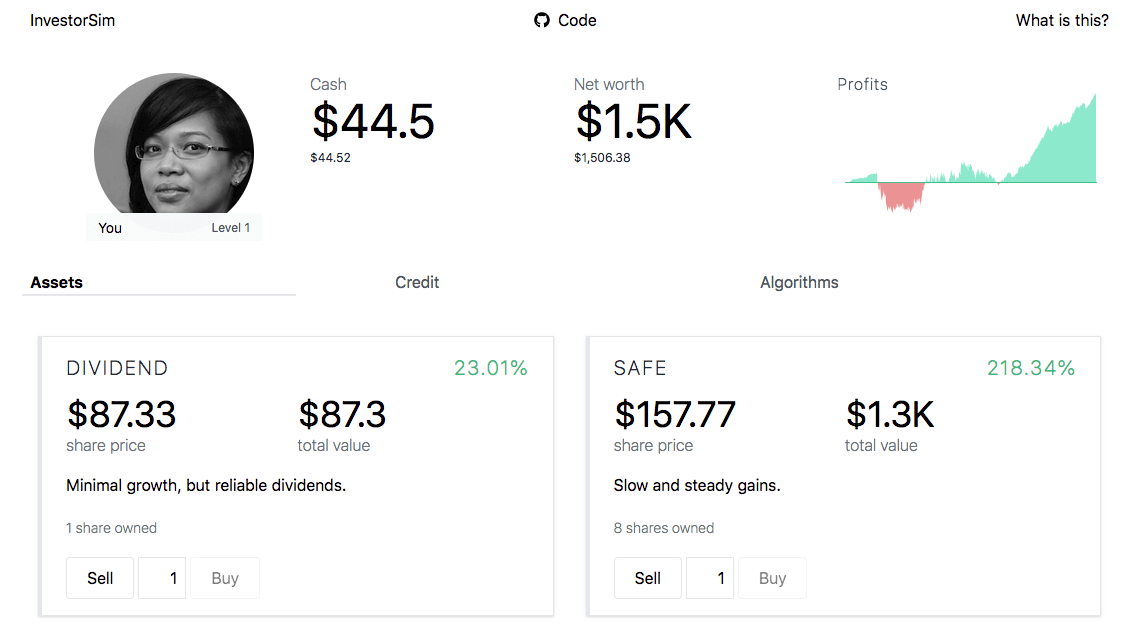 InvestorSim
Code
What is this?
Cash
$44.5
$44.52
Net worth
$1.5K
$1,506.38
Profits
You
Level 1
Assets
Credit
Algorithms
DIVIDEND
23.01%
$87.33
$87.3
share price
total value
Minimal growth, but reliable dividends.
1 share owned
Sell
1
Buy
SAFE
218.34%
$157.77
$1.3K
share price
total value
Slow and steady gains.
8 shares owned
Sell
1
Buy